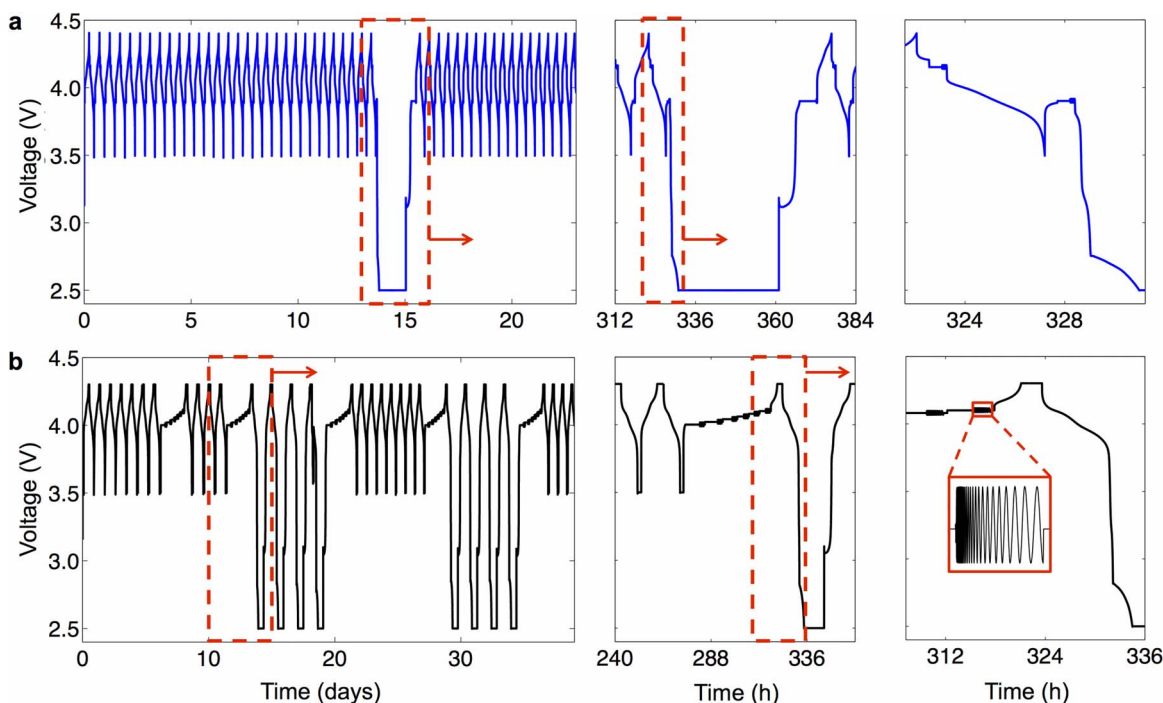 a
Voltage (V)
4.5
4.0
3.5
3.0
2.5
0 5 10 15 20
312 336 360 384
324 328
b
Voltage (V)
4.5
4.0
3.5
3.0
2.5
0 10 20 30
240 288 336
312 324 336
Time (days)
Time (h)
Time (h)